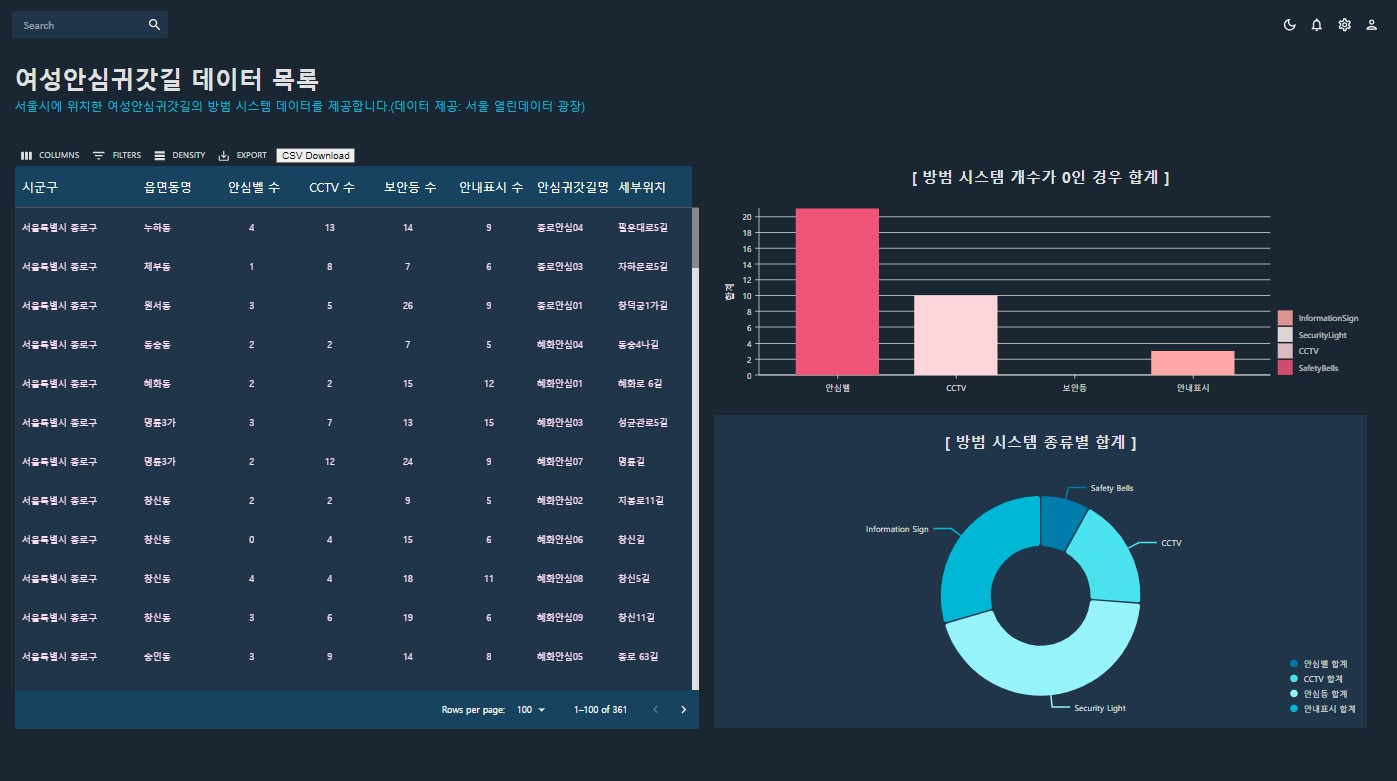 Search
여성안심귀갓길 데이터 목록
서울시에 위치한 여성안심귀갓길의 방범 시스템 데이터를 제공합니다.(데이터 제공: 서울 열린데이터 광장)
COLUMNS FILTERS DENSITY EXPORT CSV Download
시군구 읍면동명 안심벨 수 CCTV 수 보안등 수 안내표시 수 안심귀갓길명 세부위치
서울특별시 종로구 누하동 4 13 14 9 종로안심04 필운대로5길
서울특별시 종로구 체부동 1 8 7 6 종로안심03 자하문로5길
서울특별시 종로구 원서동 3 5 26 9 종로안심01 창덕궁1가길
서울특별시 종로구 동숭동 2 2 7 5 혜화안심04 동숭4나길
서울특별시 종로구 혜화동 2 2 15 12 혜화안심01 혜화로 6길
서울특별시 종로구 명륜3가 3 7 13 15 혜화안심03 성균관로5길
서울특별시 종로구 명륜3가 2 12 24 9 혜화안심07 명륜길
서울특별시 종로구 창신동 2 2 9 5 혜화안심02 지봉로11길
서울특별시 종로구 창신동 0 4 15 6 혜화안심06 창신길
서울특별시 종로구 창신동 4 4 18 11 혜화안심08 창신5길
서울특별시 종로구 창신동 3 6 19 6 혜화안심09 창신11길
서울특별시 종로구 숭인동 3 9 14 8 혜화안심05 종로 63길
Rows per page: 100 1–100 of 361
[ 방범 시스템 개수가 0인 경우 합계 ]
합계
20
18
16
14
12
10
8
6
4
2
0
안심벨 CCTV 보안등 안내표시
InformationSign
SecurityLight
CCTV
SafetyBells
[ 방범 시스템 종류별 합계 ]
Safety Bells
Information Sign
CCTV
Security Light
안심벨 합계
CCTV 합계
안심등 합계
안내표시 합계